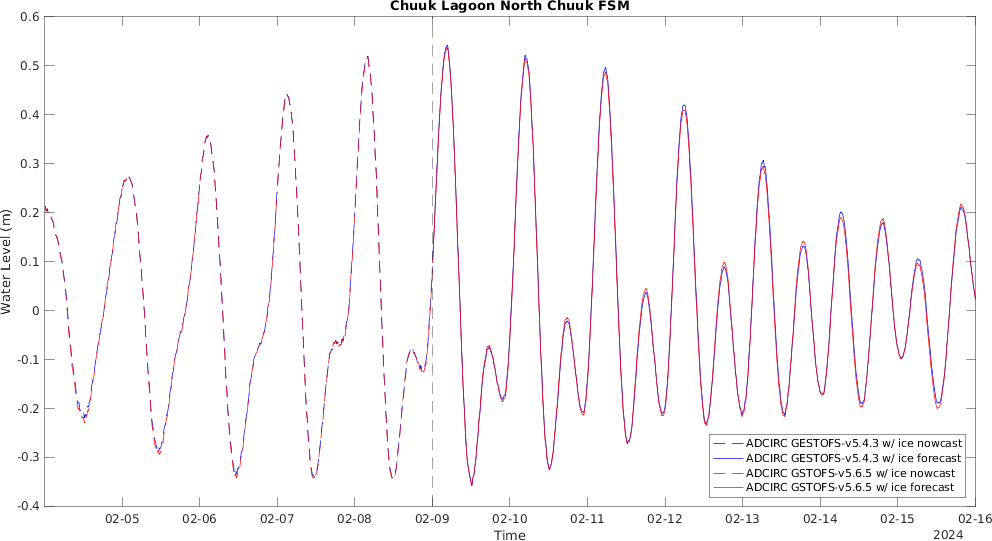 Chuuk Lagoon North Chuuk FSM
0.6
0.5
0.4
0.3
0.2
0.1
0
-0.1
-0.2
-0.3
-0.4
Water Level (m)
ADCIRC GESTOFS-v5.4.3 w/ ice nowcast
ADCIRC GESTOFS-v5.4.3 w/ ice forecast
ADCIRC GSTOFS-v5.6.5 w/ ice nowcast
ADCIRC GSTOFS-v5.6.5 w/ ice forecast
02-05 02-06 02-07 02-08 02-09 02-10 02-11 02-12 02-13 02-14 02-15 02-16
Time
2024